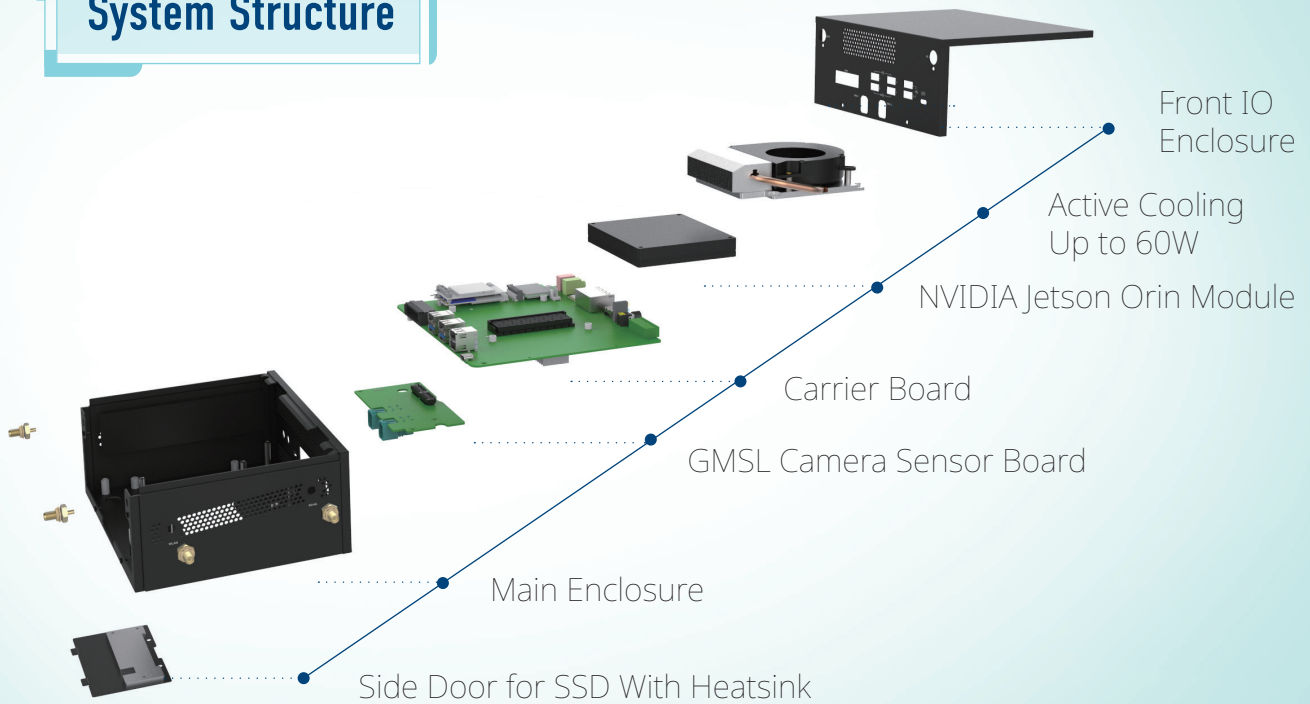 System Structure
Front IO
Enclosure
Active Cooling
Up to 60W
NVIDIA Jetson Orin Module
Carrier Board
GMSL Camera Sensor Board
Main Enclosure
Side Door for SSD With Heatsink